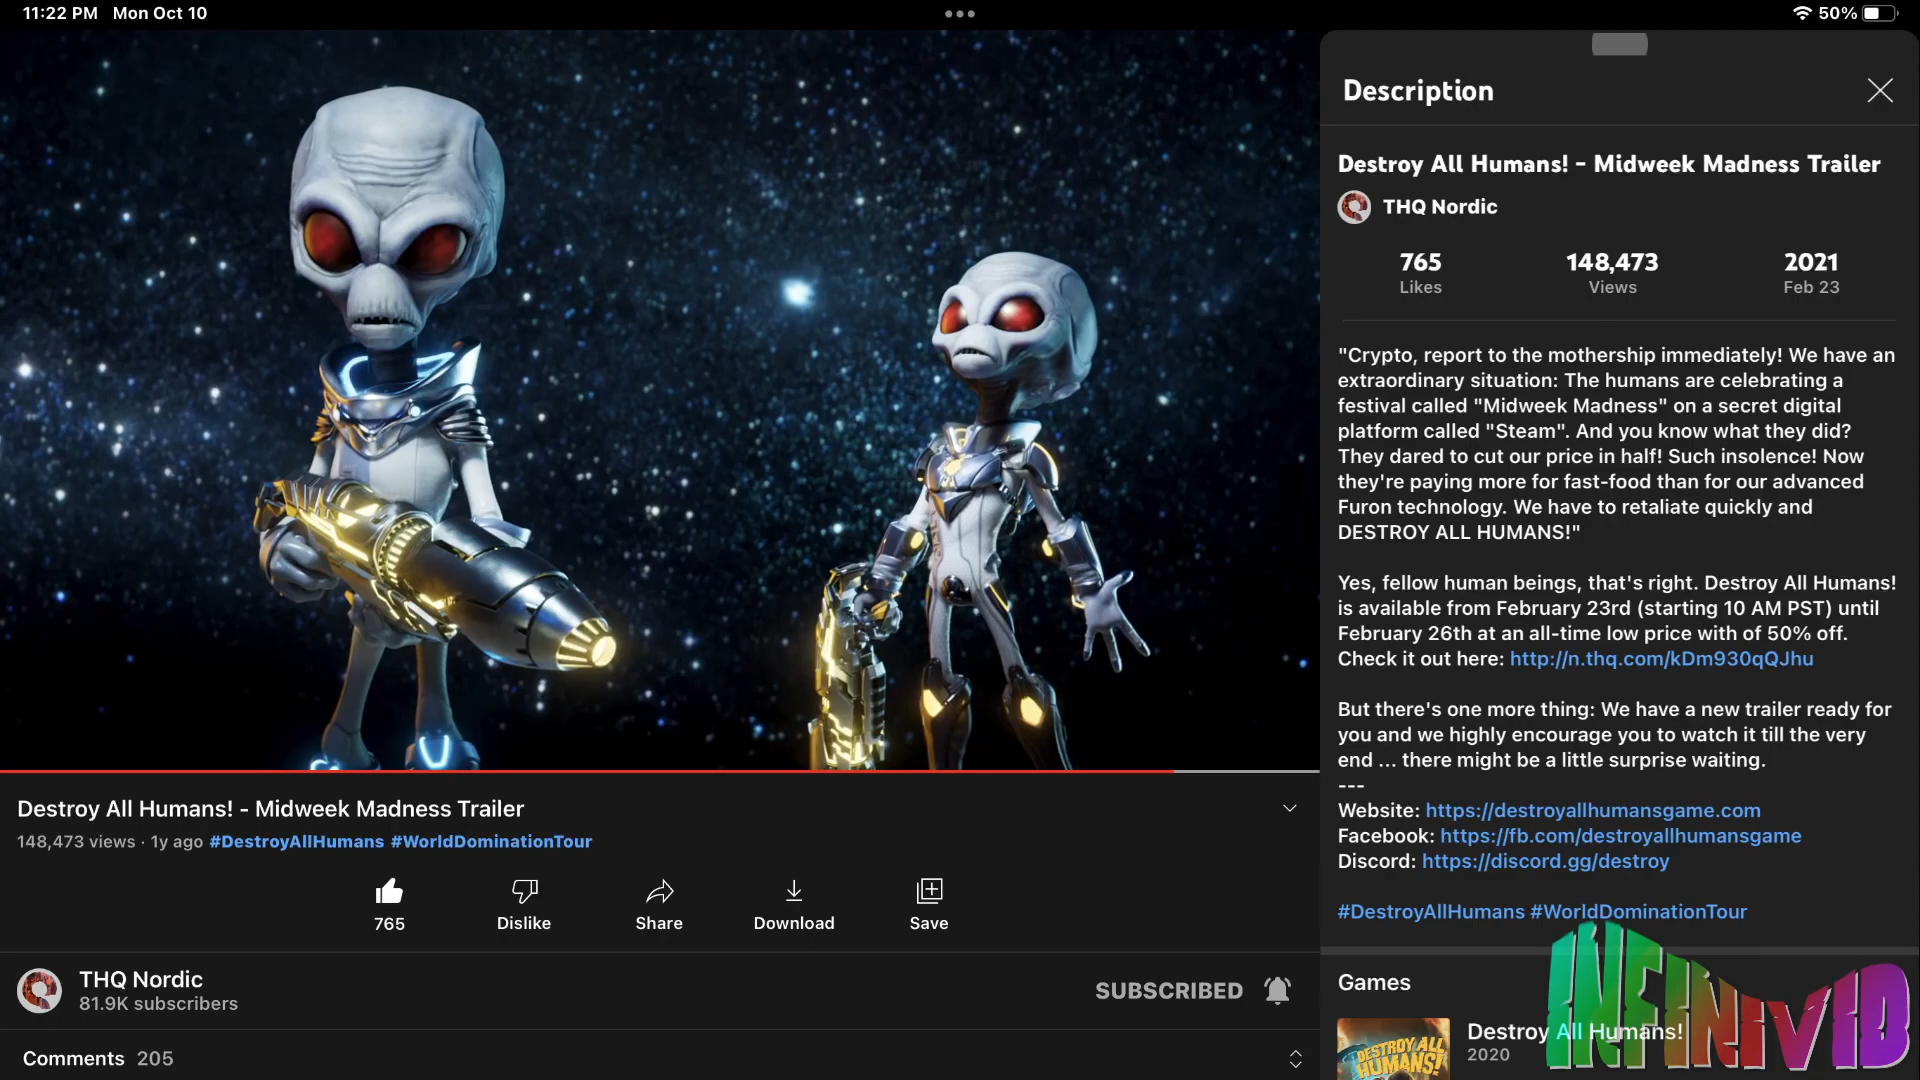 11:22 PM Mon Oct 10
50%
Description
Destroy All Humans! - Midweek Madness Trailer
THQ Nordic
765 148,473 2021
Likes Views Feb 23
"Crypto, report to the mothership immediately! We have an
extraordinary situation: The humans are celebrating a
festival called "Midweek Madness" on a secret digital
platform called "Steam". And you know what they did?
They dared to cut our price in half! Such insolence! Now
they're paying more for fast-food than for our advanced
Furon technology. We have to retaliate quickly and
DESTROY ALL HUMANS!"
Yes, fellow human beings, that's right. Destroy All Humans!
is available from February 23rd (starting 10 AM PST) until
February 26th at an all-time low price with of 50% off.
Check it out here: http://n.thq.com/kDm930qQJhu
But there's one more thing: We have a new trailer ready for
you and we highly encourage you to watch it till the very
end ... there might be a little surprise waiting.
---
Website: https://destroyallhumansgame.com
Facebook: https://fb.com/destroyallhumansgame
Discord: https://discord.gg/destroy
#DestroyAllHumans #WorldDominationTour
Games
Destroy All Humans!
2020
DESTROY ALL
HUMANS!
INFINIVID
Destroy All Humans! - Midweek Madness Trailer
148,473 views · 1y ago #DestroyAllHumans #WorldDominationTour
765 Dislike Share Download Save
THQ Nordic
81.9K subscribers
SUBSCRIBED
Comments 205